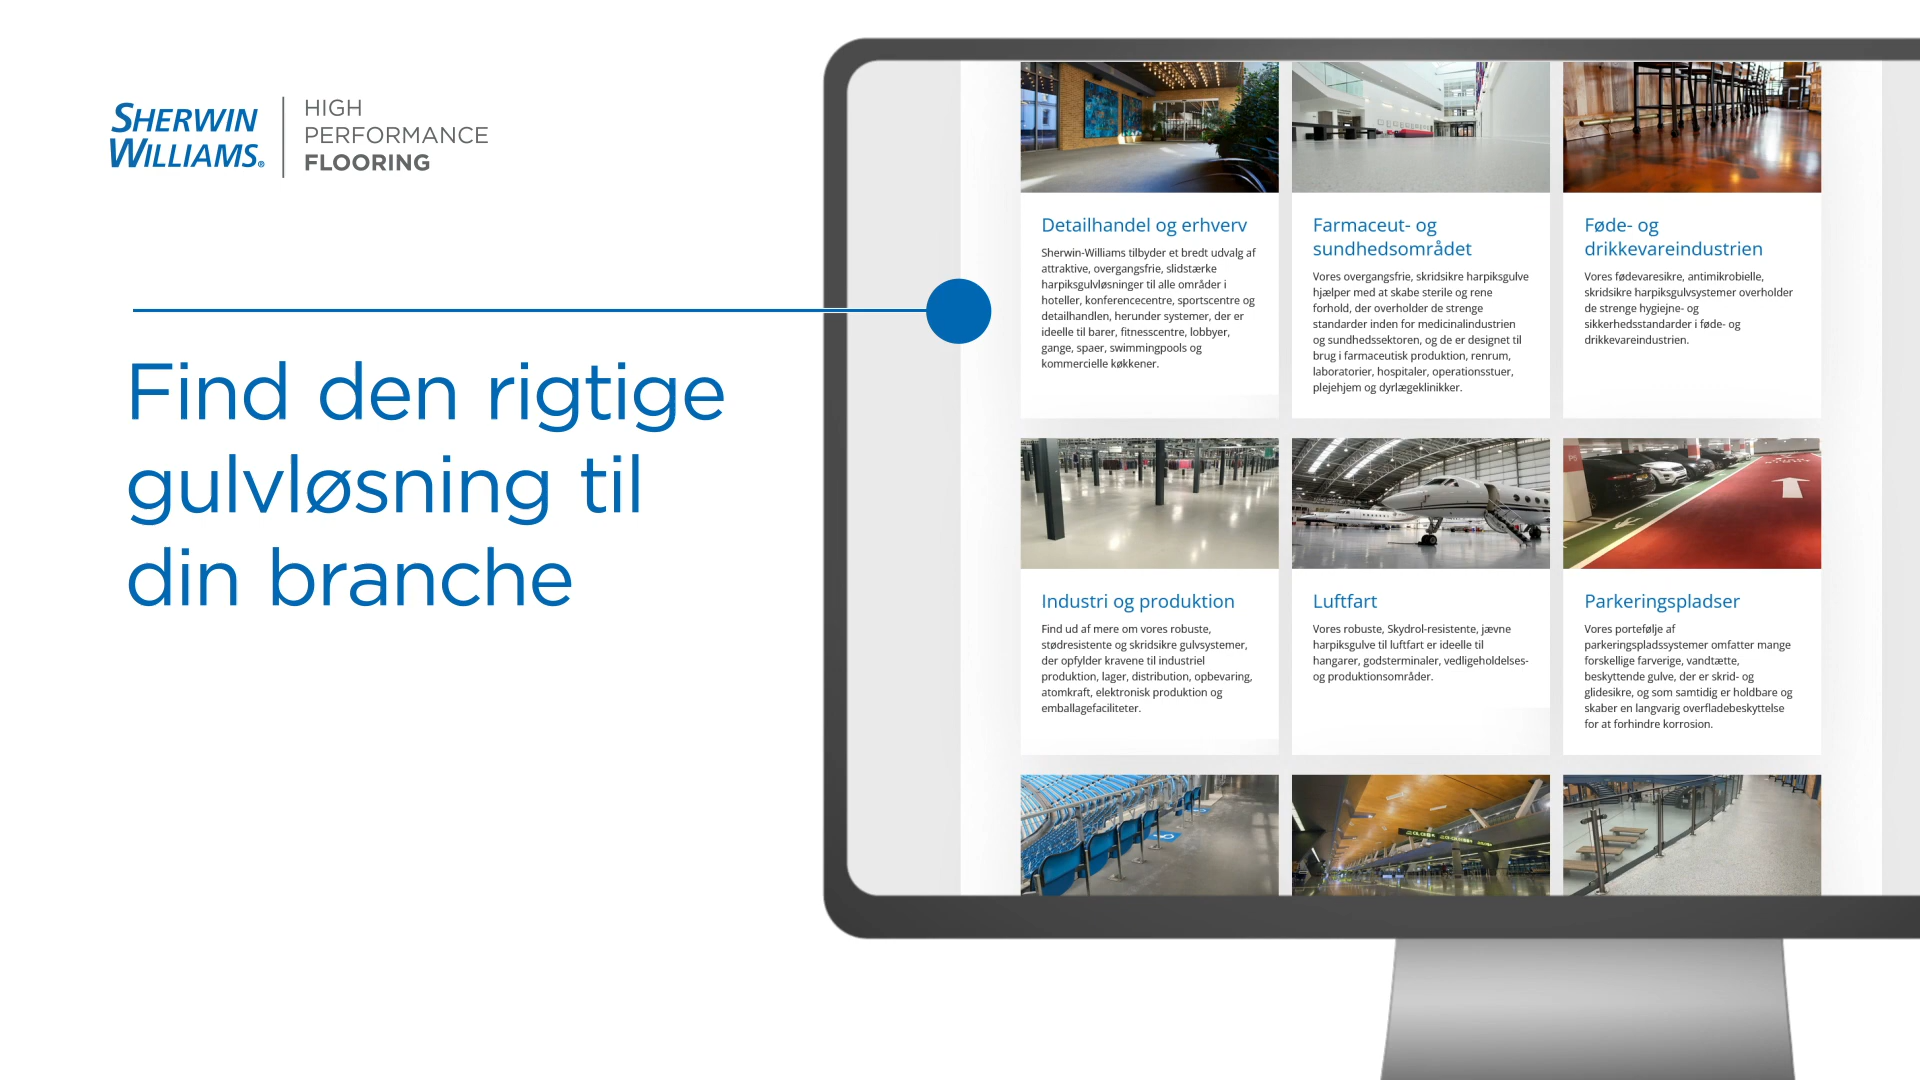 SHERWIN
WILLIAMS®
HIGH
PERFORMANCE
FLOORING
Find den rigtige
gulvløsning til
din branche
Detailhandel og erhverv
Sherwin-Williams tilbyder et bredt udvalg af
attraktive, overgangsfrie, slidstærke
harpiksgulvløsninger til alle områder i
hoteller, konferencecentre, sportscentre og
detailhandlen, herunder systemer, der er
ideelle til barer, fitnesscentre, lobbyer,
gange, spaer, swimmingpools og
kommercielle køkkener.
Farmaceut- og
sundhedsområdet
Vores overgangsfrie, skridsikre harpiksgulve
hjælper med at skabe sterile og rene
forhold, der overholder de strenge
standarder inden for medicinalindustrien
og sundhedssektoren, og de er designet til
brug i farmaceutisk produktion, renrum,
laboratorier, hospitaler, operationsstuer,
plejehjem og dyrlægeklinikker.
Føde- og
drikkevareindustrien
Vores fødevaresikre, antimikrobielle,
skridsikre harpiksgulvsystemer overholder
de strenge hygiejne- og
sikkerhedsstandarder i føde- og
drikkevareindustrien.
Industri og produktion
Find ud af mere om vores robuste,
stødresistente og skridsikre gulvsystemer,
der opfylder kravene til industriel
produktion, lager, distribution, opbevaring,
atomkraft, elektronisk produktion og
emballagefaciliteter.
Luftfart
Vores robuste, Skydrol-resistente, jævne
harpiksgulve til luftfart er ideelle til
hangarer, godsterminaler, vedligeholdelses-
og produktionsområder.
P5
Parkeringspladser
Vores portefølje af
parkeringspladssystemer omfatter mange
forskellige farverige, vandtætte,
beskyttende gulve, der er skrid- og
glidesikre, og som samtidig er holdbare og
skaber en langvarig overfladebeskyttelse
for at forhindre korrosion.